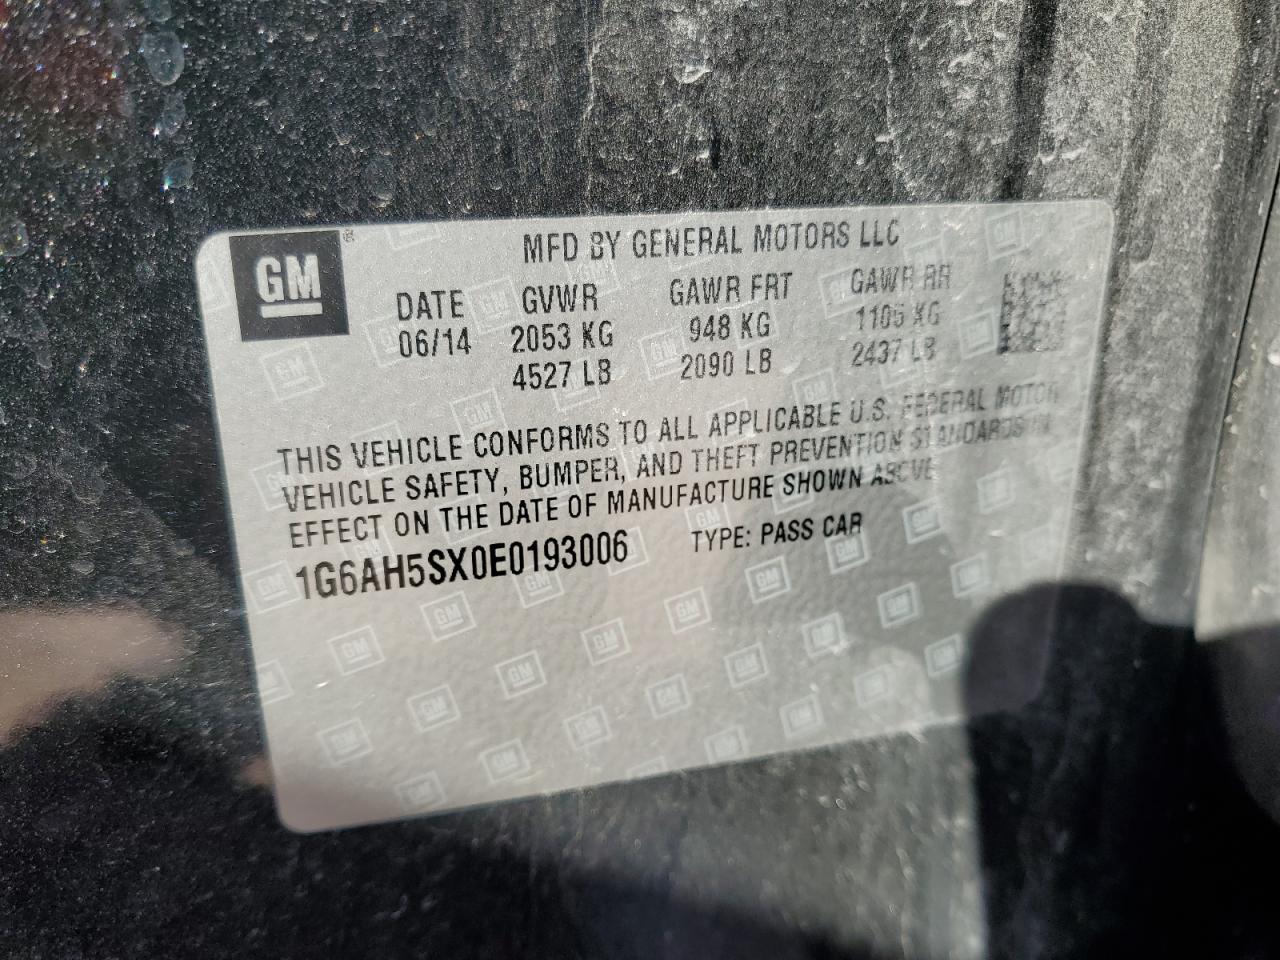 GM
MFD BY GENERAL MOTORS LLC
DATE GVWR GAWR FRT GAWR RR
06/14 2053 KG 948 KG 1105 KG
4527 LB 2090 LB 2437 LB
THIS VEHICLE CONFORMS TO ALL APPLICABLE U.S. FEDERAL MOTOR
VEHICLE SAFETY, BUMPER, AND THEFT PREVENTION STANDARDS IN
EFFECT ON THE DATE OF MANUFACTURE SHOWN ABOVE
1G6AH5SX0E0193006 TYPE: PASS CAR